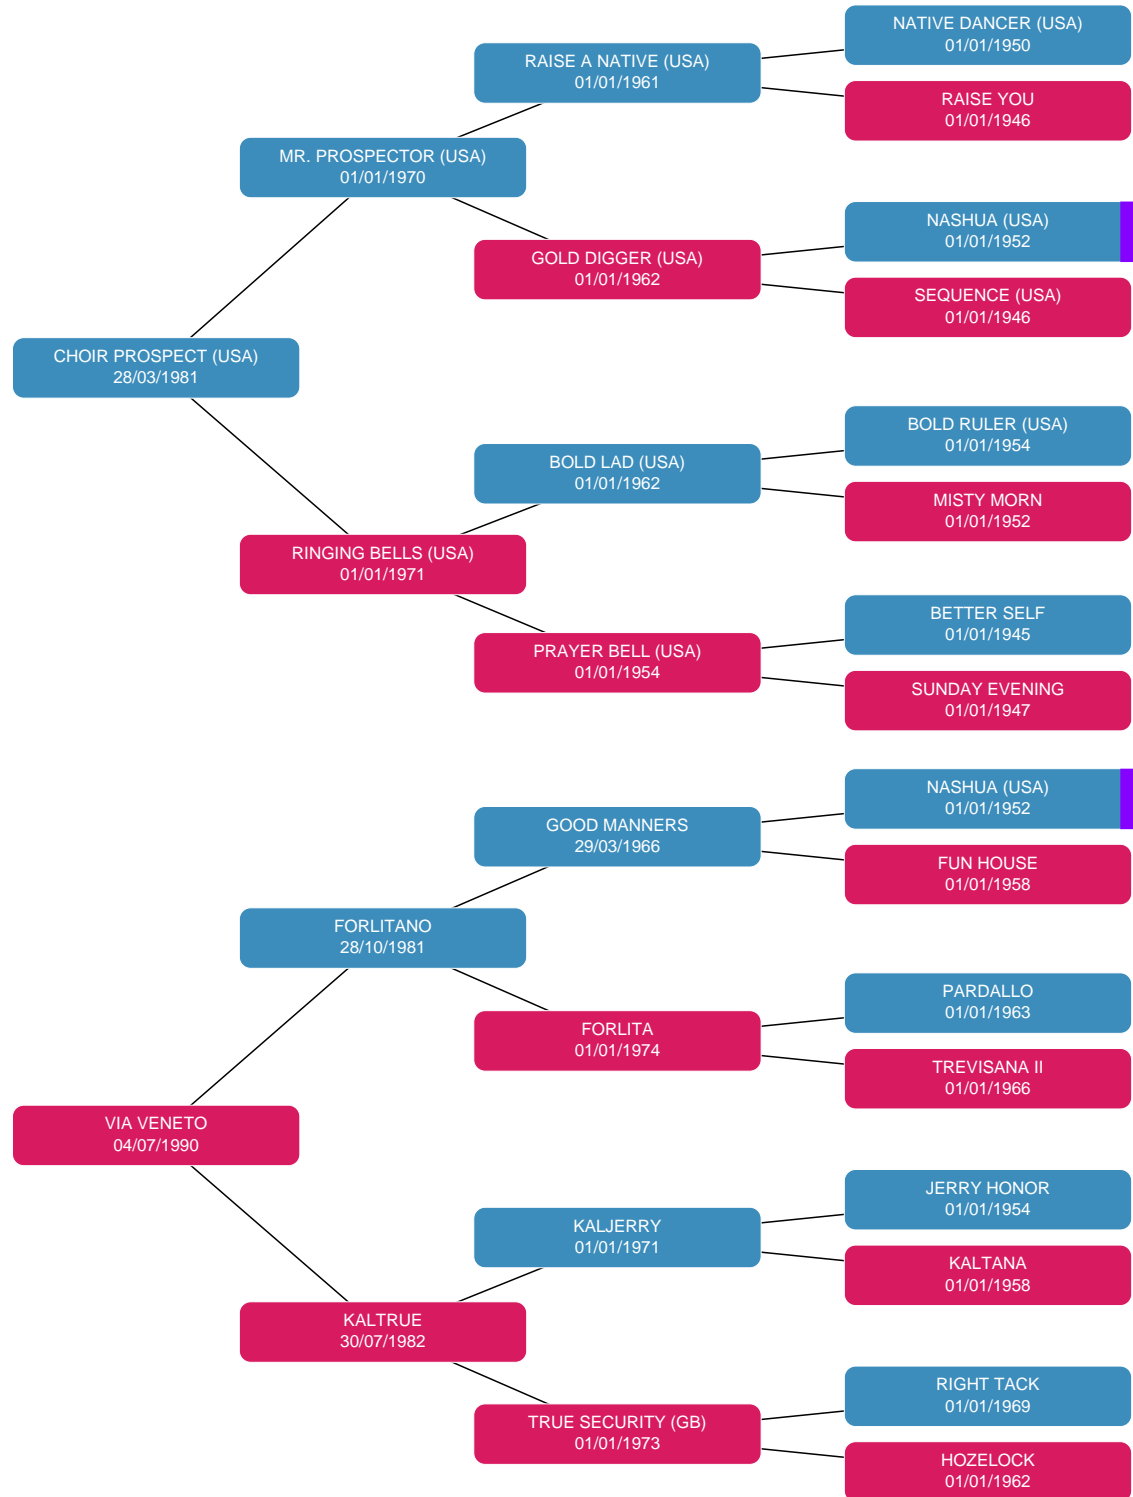 NATIVE DANCER (USA)
01/01/1950
RAISE A NATIVE (USA)
01/01/1961
RAISE YOU
01/01/1946
MR. PROSPECTOR (USA)
01/01/1970
NASHUA (USA)
01/01/1952
GOLD DIGGER (USA)
01/01/1962
SEQUENCE (USA)
01/01/1946
CHOIR PROSPECT (USA)
28/03/1981
BOLD RULER (USA)
01/01/1954
BOLD LAD (USA)
01/01/1962
MISTY MORN
01/01/1952
RINGING BELLS (USA)
01/01/1971
BETTER SELF
01/01/1945
PRAYER BELL (USA)
01/01/1954
SUNDAY EVENING
01/01/1947
NASHUA (USA)
01/01/1952
GOOD MANNERS
29/03/1966
FUN HOUSE
01/01/1958
FORLITANO
28/10/1981
PARDALLO
01/01/1963
FORLITA
01/01/1974
TREVISANA II
01/01/1966
VIA VENETO
04/07/1990
JERRY HONOR
01/01/1954
KALJERRY
01/01/1971
KALTANA
01/01/1958
KALTRUE
30/07/1982
RIGHT TACK
01/01/1969
TRUE SECURITY (GB)
01/01/1973
HOZELOCK
01/01/1962